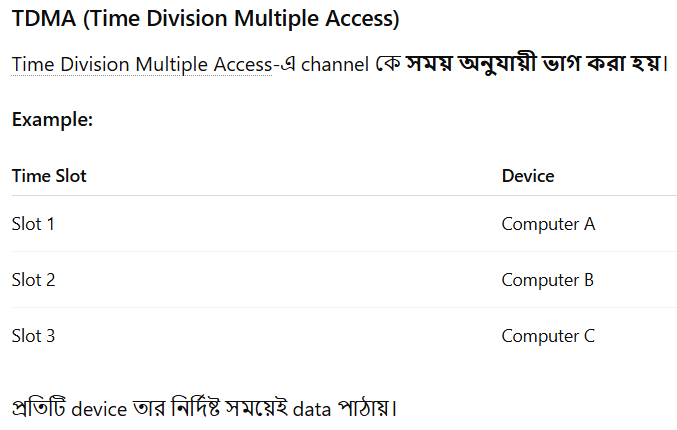 TDMA (Time Division Multiple Access)
Time Division Multiple Access-এ channel কে সময় অনুযায়ী ভাগ করা হয়।
Example:
Time Slot Device
Slot 1 Computer A
Slot 2 Computer B
Slot 3 Computer C
প্রতিটি device তার নির্দিষ্ট সময়েই data পাঠায়।